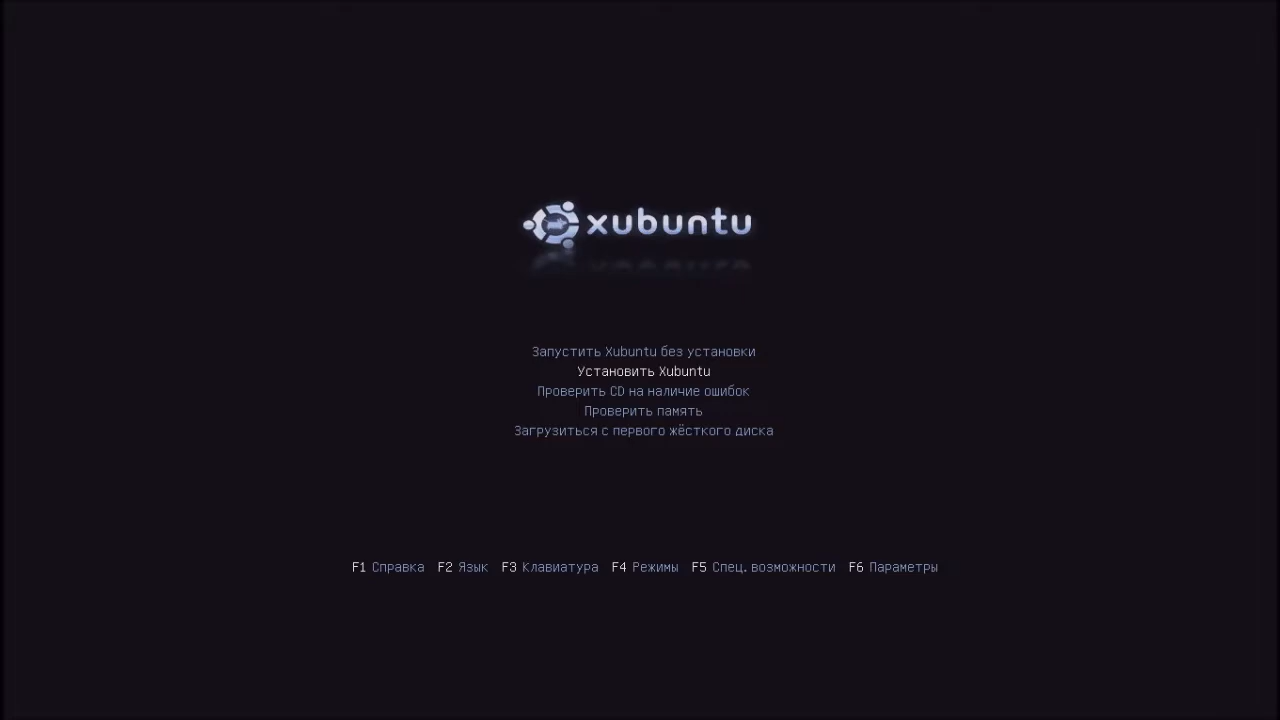 xubuntu
Запустить Xubuntu без установки
Установить Xubuntu
Проверить CD на наличие ошибок
Проверить память
Загрузиться с первого жёсткого диска
F1 Справка F2 Язык F3 Клавиатура F4 Режимы F5 Спец. возможности F6 Параметры